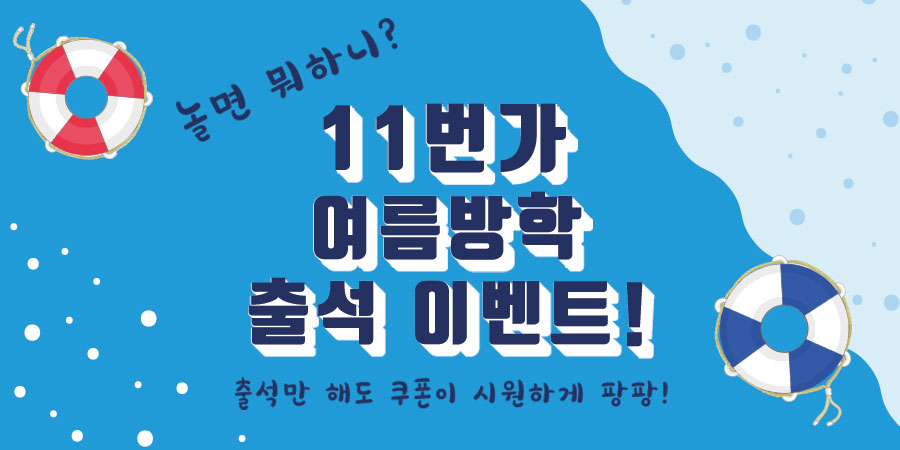 놀면 뭐하니?
11번가
여름방학
출석 이벤트!
출석만 해도 쿠폰이 시원하게 팡팡!